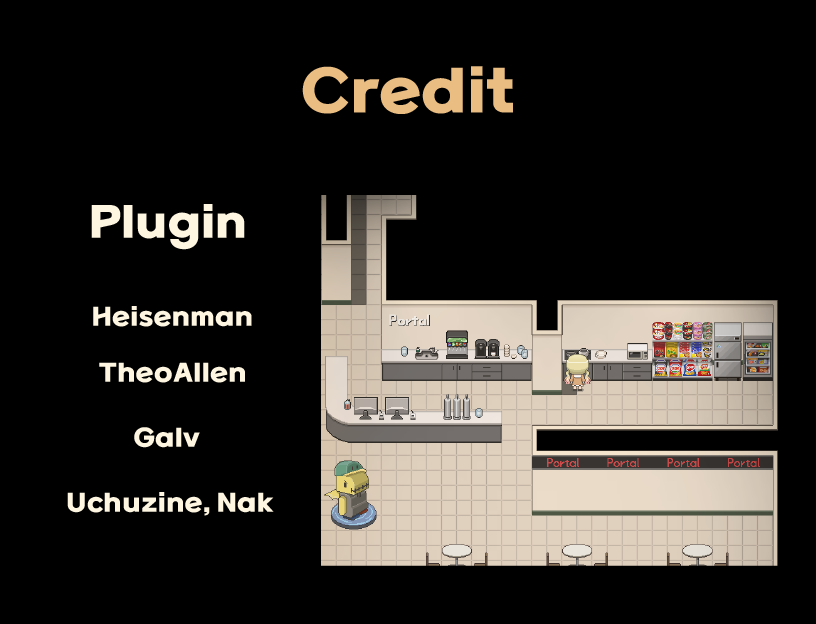 Credit
Plugin
Heisenman
TheoAllen
Galv
Uchuzine, Nak
Portal
Portal Portal Portal Portal